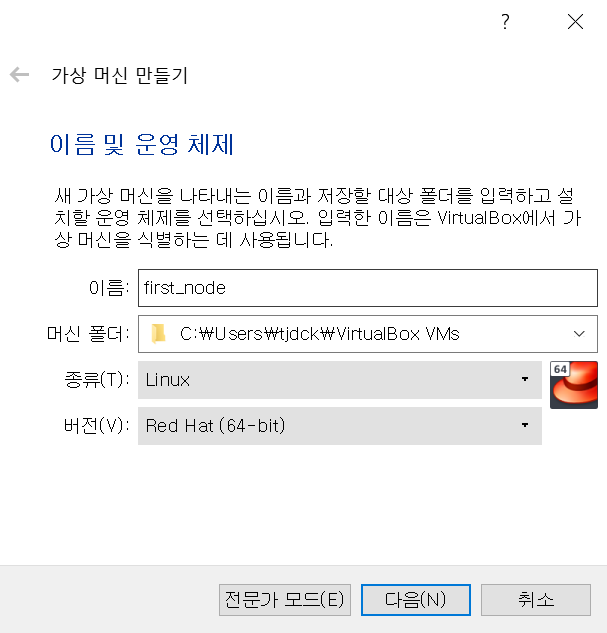 ?
가상 머신 만들기
이름 및 운영 체제
새 가상 머신을 나타내는 이름과 저장할 대상 폴더를 입력하고 설
치할 운영 체제를 선택하십시오. 입력한 이름은 VirtualBox에서 가
상 머신을 식별하는 데 사용됩니다.
이름: first_node
머신 폴더: C:₩Users₩tjdck₩VirtualBox VMs
종류(T): Linux 64
버전(V): Red Hat (64-bit)
전문가 모드(E) 다음(N) 취소